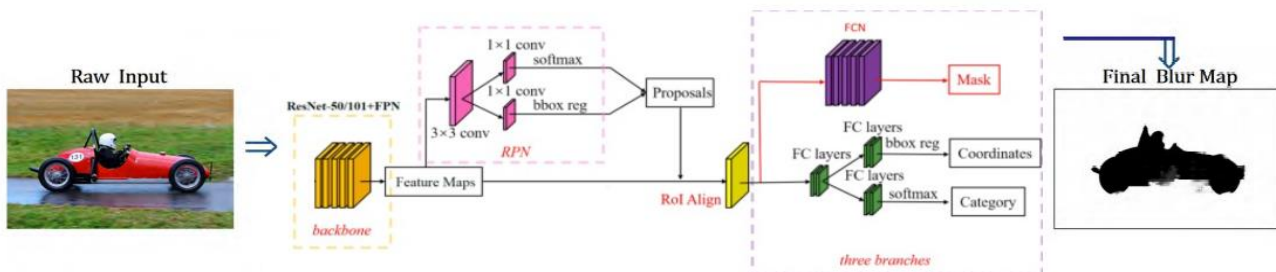 Raw Input
131
ResNet-50/101+FPN
backbone
Feature Maps
3×3 conv
1×1 conv
softmax
1×1 conv
bbox reg
RPN
Proposals
RoI Align
FCN
Mask
FC layers
FC layers
bbox reg
Coordinates
FC layers
softmax
Category
three branches
Final Blur Map